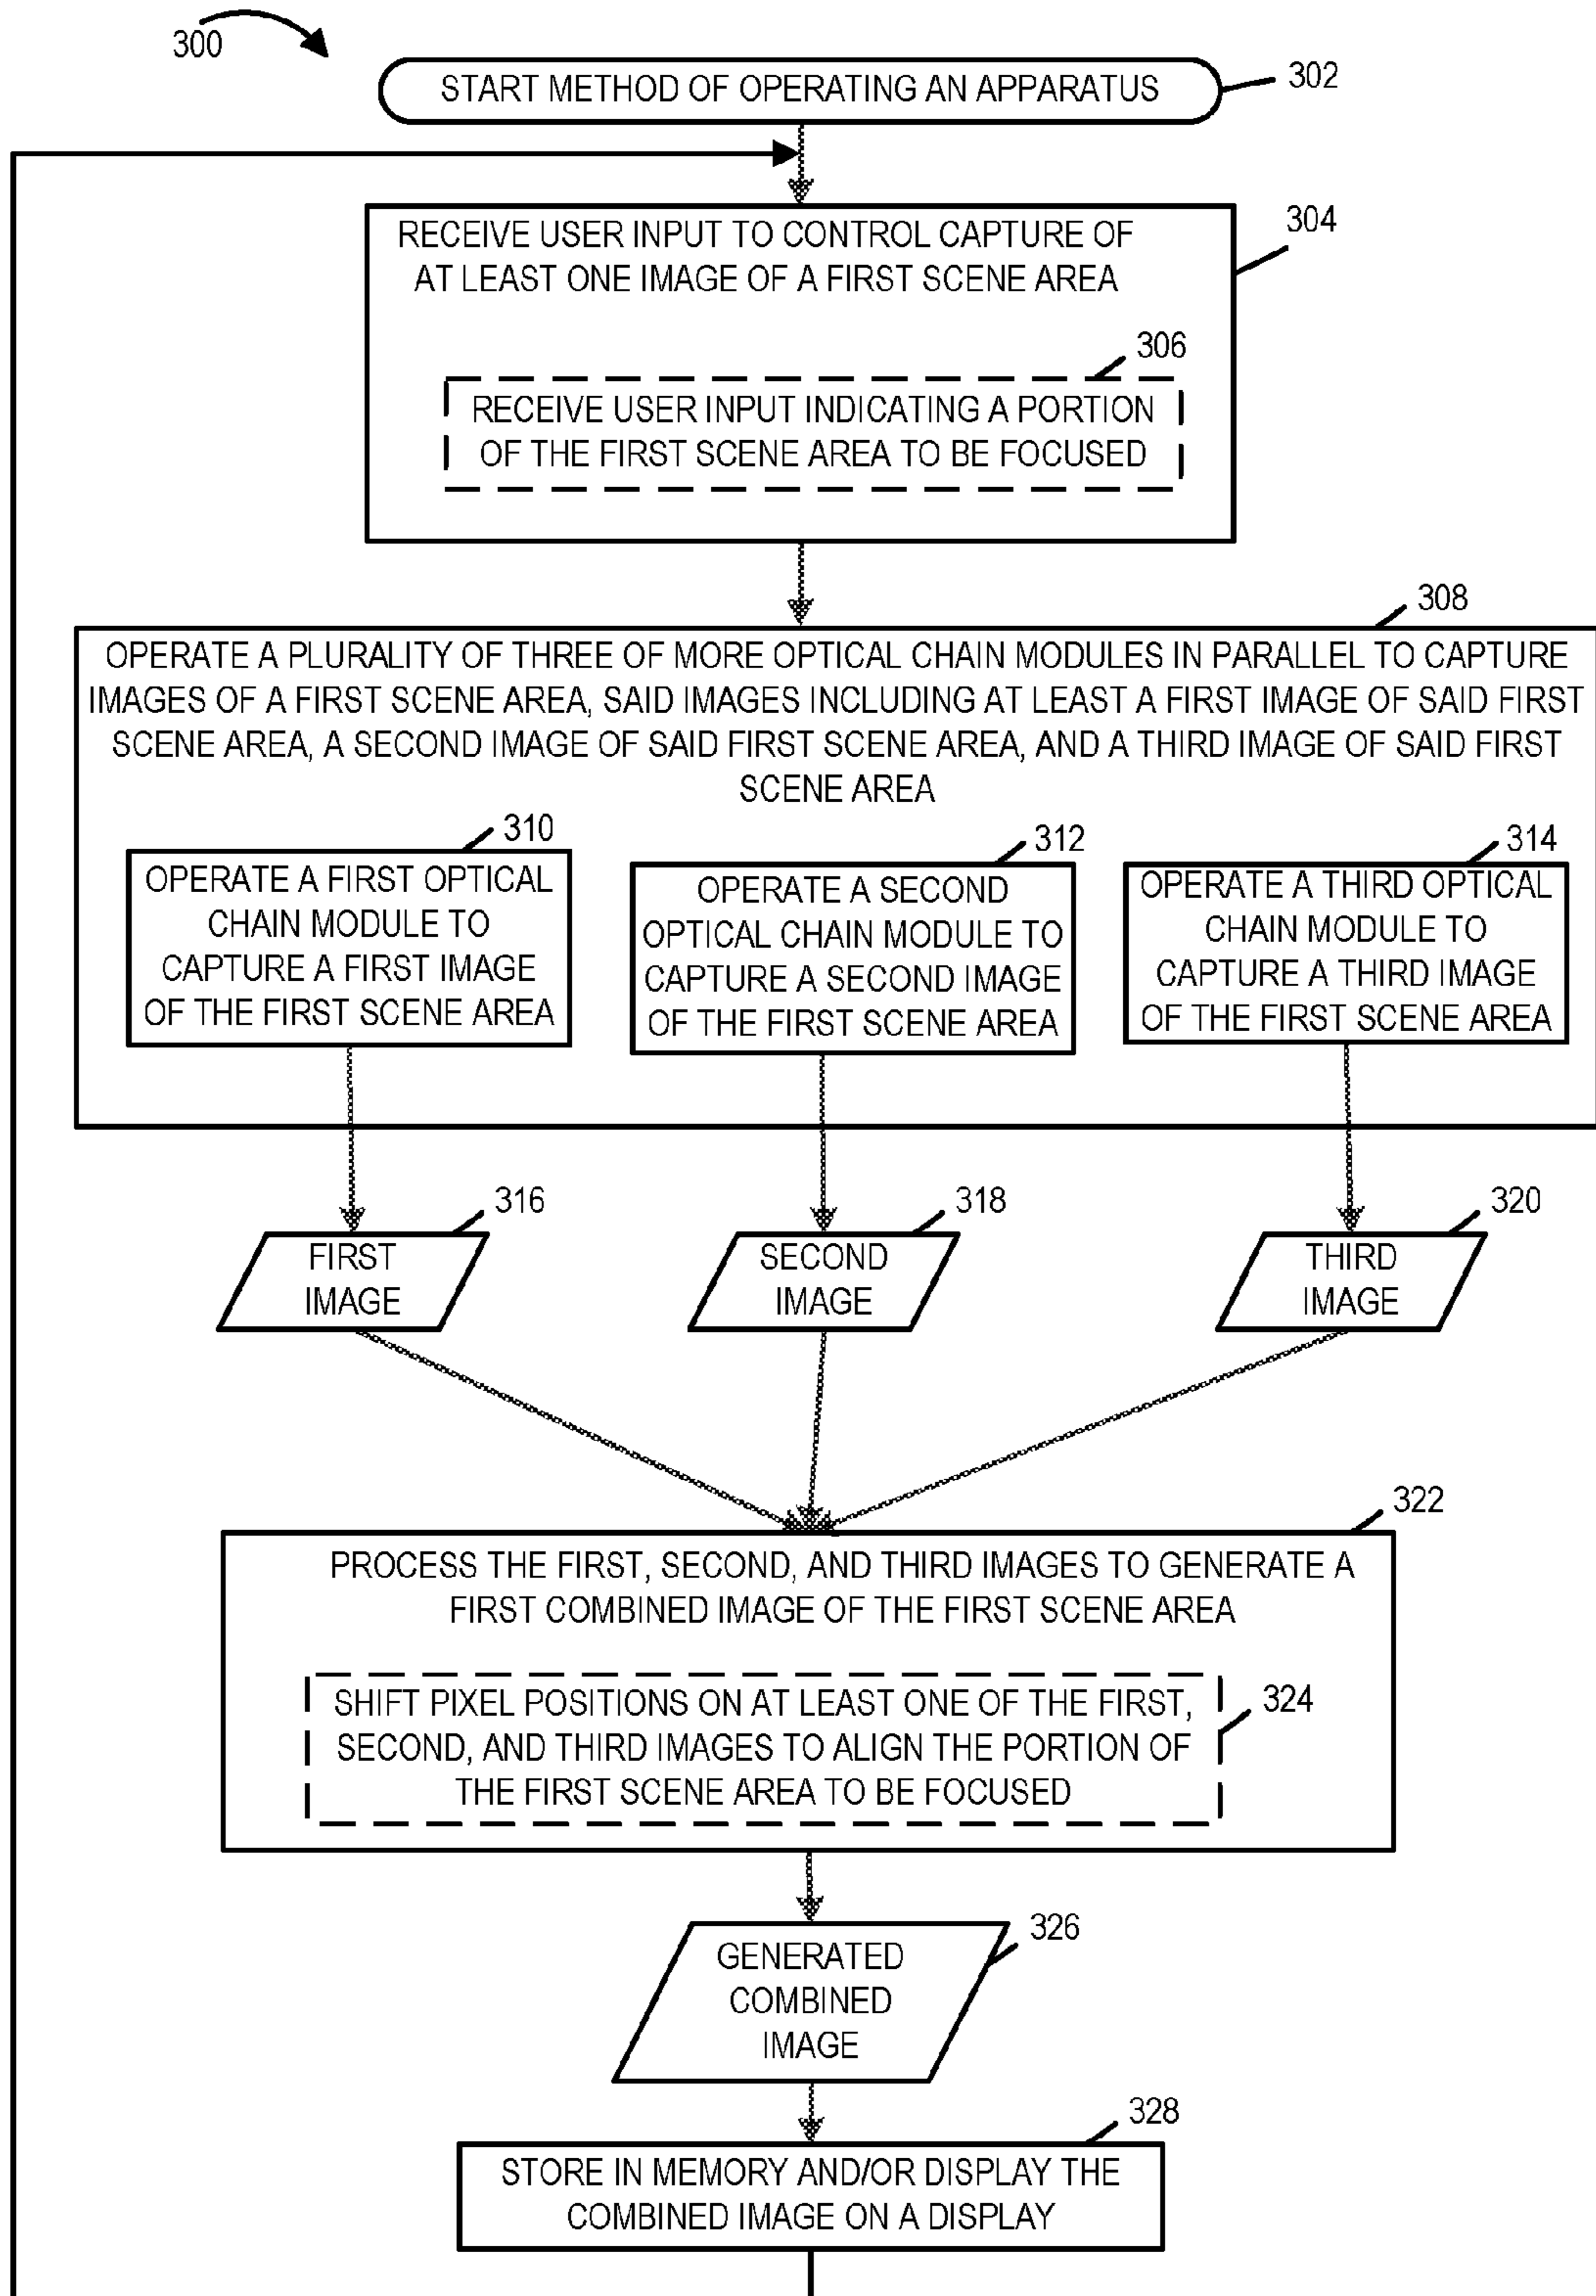 300
START METHOD OF OPERATING AN APPARATUS
302
304
RECEIVE USER INPUT TO CONTROL CAPTURE OF
AT LEAST ONE IMAGE OF A FIRST SCENE AREA
306
RECEIVE USER INPUT INDICATING A PORTION
OF THE FIRST SCENE AREA TO BE FOCUSED
308
OPERATE A PLURALITY OF THREE OF MORE OPTICAL CHAIN MODULES IN PARALLEL TO CAPTURE
IMAGES OF A FIRST SCENE AREA, SAID IMAGES INCLUDING AT LEAST A FIRST IMAGE OF SAID FIRST
SCENE AREA, A SECOND IMAGE OF SAID FIRST SCENE AREA, AND A THIRD IMAGE OF SAID FIRST
SCENE AREA
310
OPERATE A FIRST OPTICAL
CHAIN MODULE TO
CAPTURE A FIRST IMAGE
OF THE FIRST SCENE AREA
312
OPERATE A SECOND
OPTICAL CHAIN MODULE TO
CAPTURE A SECOND IMAGE
OF THE FIRST SCENE AREA
314
OPERATE A THIRD OPTICAL
CHAIN MODULE TO
CAPTURE A THIRD IMAGE
OF THE FIRST SCENE AREA
316
FIRST
IMAGE
318
SECOND
IMAGE
320
THIRD
IMAGE
322
PROCESS THE FIRST, SECOND, AND THIRD IMAGES TO GENERATE A
FIRST COMBINED IMAGE OF THE FIRST SCENE AREA
SHIFT PIXEL POSITIONS ON AT LEAST ONE OF THE FIRST,
SECOND, AND THIRD IMAGES TO ALIGN THE PORTION OF
THE FIRST SCENE AREA TO BE FOCUSED
324
326
GENERATED
COMBINED
IMAGE
328
STORE IN MEMORY AND/OR DISPLAY THE
COMBINED IMAGE ON A DISPLAY